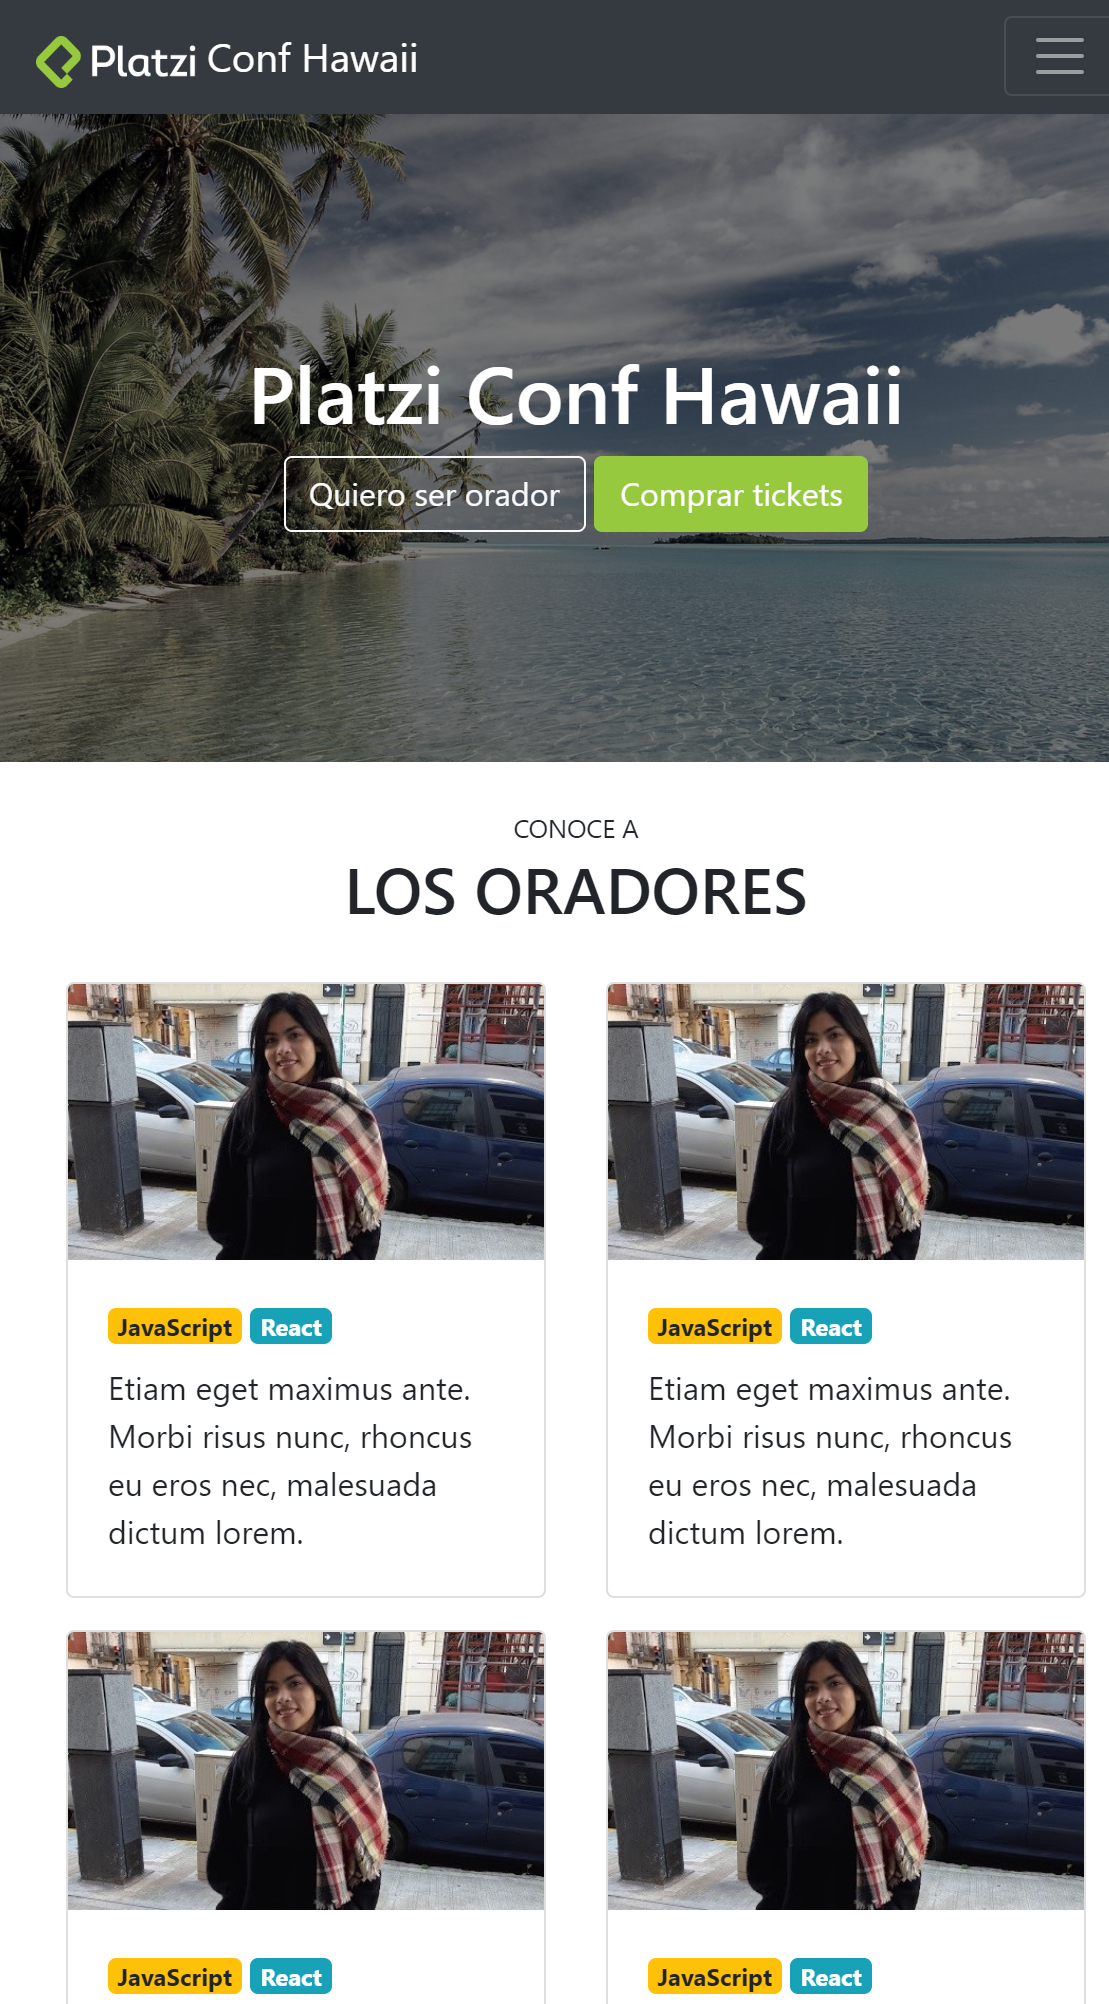 Platzi Conf Hawaii
Platzi Conf Hawaii
Quiero ser orador
Comprar tickets
CONOCE A
LOS ORADORES
JavaScript React
Etiam eget maximus ante.
Morbi risus nunc, rhoncus
eu eros nec, malesuada
dictum lorem.
JavaScript React
Etiam eget maximus ante.
Morbi risus nunc, rhoncus
eu eros nec, malesuada
dictum lorem.
JavaScript React
JavaScript React